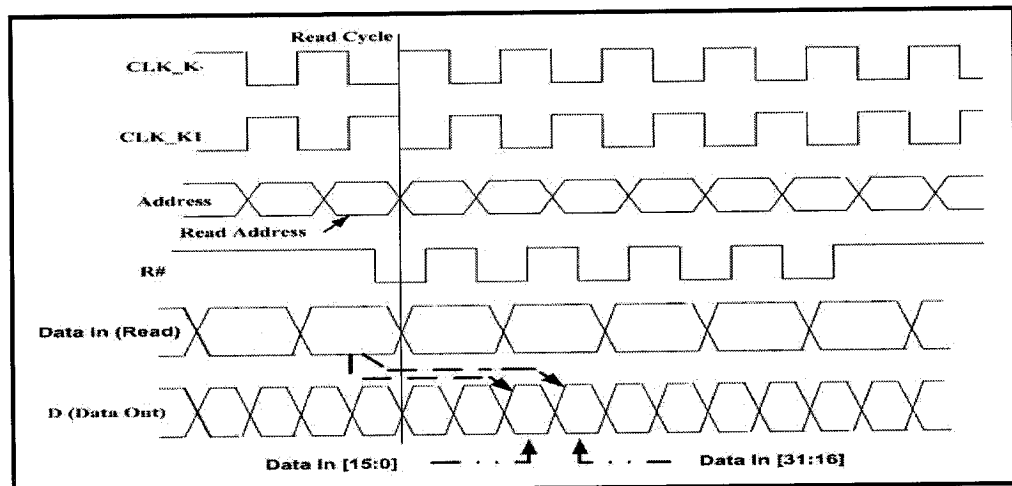 Read Cycle
CLK_K
CLK_K1
Address
Read Address
R#
Data In (Read)
D (Data Out)
Data In [15:0]
Data In [31:16]